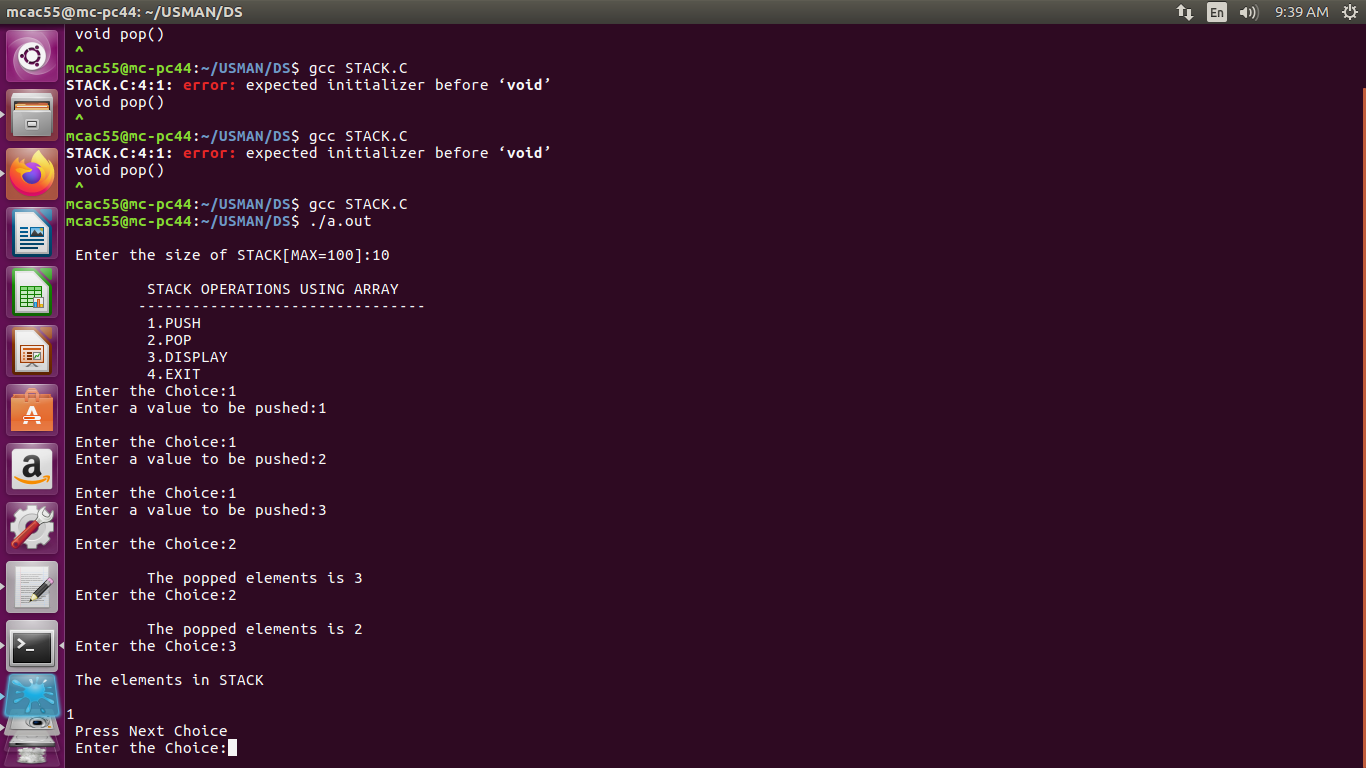 mcac55@mc-pc44: ~/USMAN/DS
En
9:39 AM
void pop()
^
mcac55@mc-pc44:~/USMAN/DS$ gcc STACK.C
STACK.C:4:1: error: expected initializer before ‘void’
void pop()
^
mcac55@mc-pc44:~/USMAN/DS$ gcc STACK.C
STACK.C:4:1: error: expected initializer before ‘void’
void pop()
^
mcac55@mc-pc44:~/USMAN/DS$ gcc STACK.C
mcac55@mc-pc44:~/USMAN/DS$ ./a.out
Enter the size of STACK[MAX=100]:10
STACK OPERATIONS USING ARRAY
--------------------------------
1.PUSH
2.POP
3.DISPLAY
4.EXIT
Enter the Choice:1
Enter a value to be pushed:1
Enter the Choice:1
Enter a value to be pushed:2
Enter the Choice:1
Enter a value to be pushed:3
Enter the Choice:2
The popped elements is 3
Enter the Choice:2
The popped elements is 2
Enter the Choice:3
The elements in STACK
1
Press Next Choice
Enter the Choice: